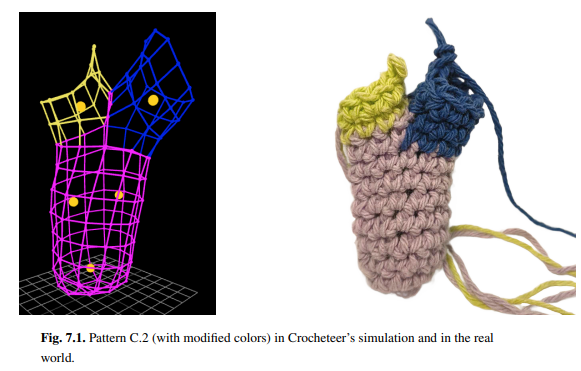 Fig. 7.1. Pattern C.2 (with modified colors) in Crocheteer’s simulation and in the real
world.